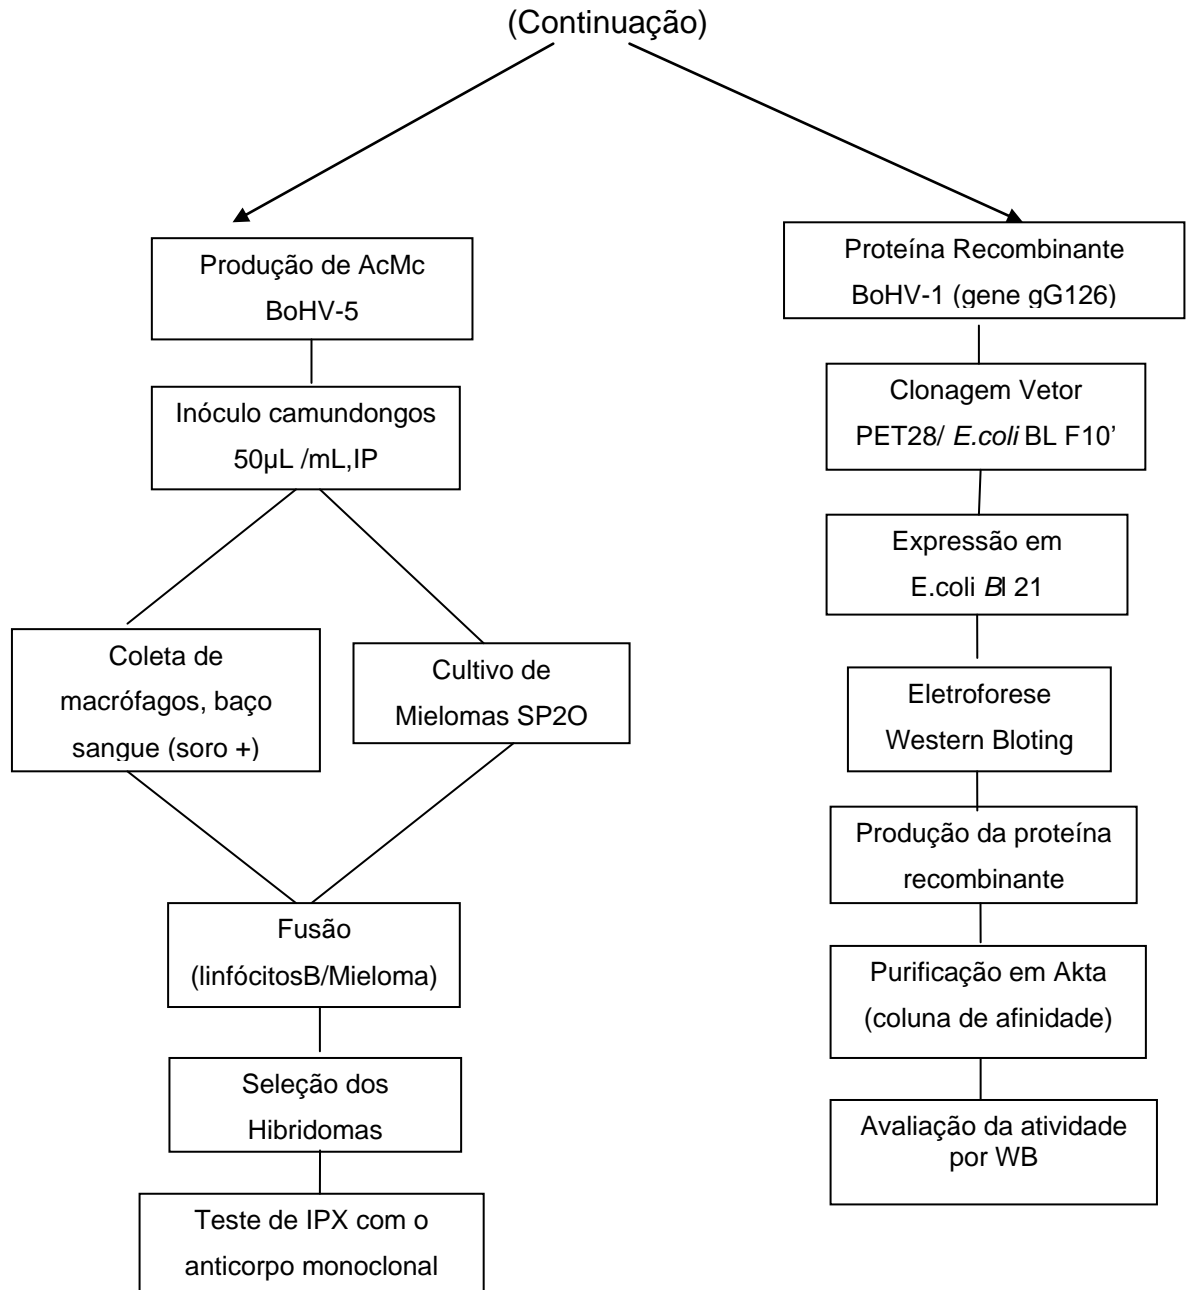 (Continuação)
Produção de AcMc
BoHV-5
Inóculo camundongos
50µL /mL,IP
Coleta de
macrófagos, baço
sangue (soro +)
Cultivo de
Mielomas SP2O
Fusão
(linfócitosB/Mieloma)
Seleção dos
Hibridomas
Teste de IPX com o
anticorpo monoclonal
Proteína Recombinante
BoHV-1 (gene gG126)
Clonagem Vetor
PET28/ E.coli BL F10’
Expressão em
E.coli Bl 21
Eletroforese
Western Bloting
Produção da proteína
recombinante
Purificação em Akta
(coluna de afinidade)
Avaliação da atividade
por WB